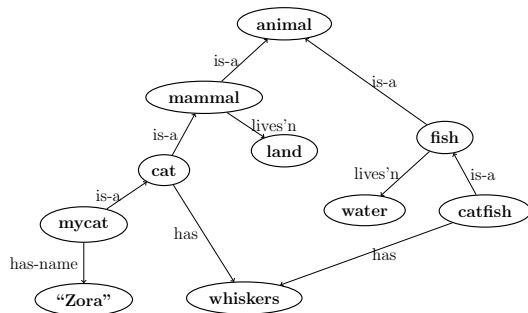 animal
is-a
is-a
mammal
lives'n
is-a
fish
land
cat
lives'n
is-a
is-a
mycat
water
catfish
has
has
has-name
“Zora”
whiskers